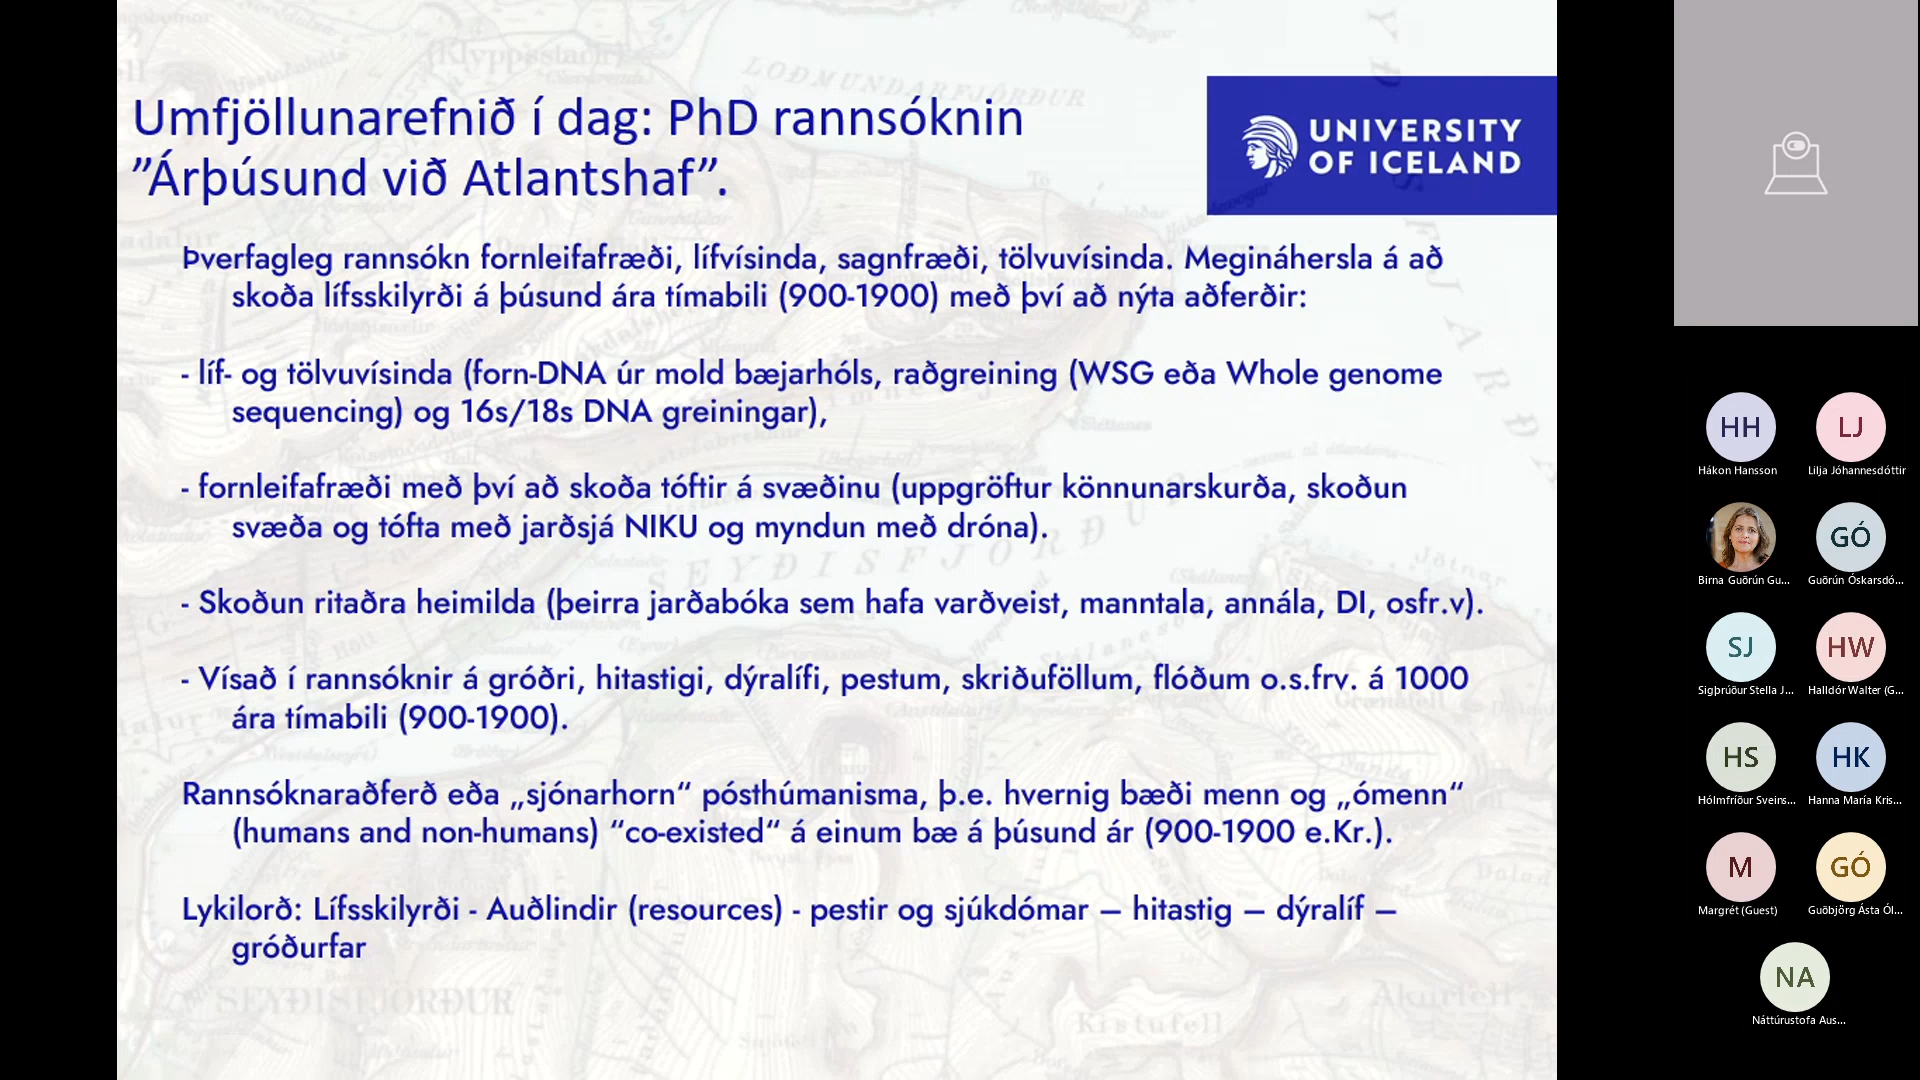 Umfjöllunarefnið í dag: PhD rannsóknin
”Árþúsund við Atlantshaf”.
UNIVERSITY
OF ICELAND
Þverfagleg rannsókn fornleifafræði, lífvísinda, sagnfræði, tölvuvísinda. Megináhersla á að
skoða lífsskilyrði á þúsund ára tímabili (900-1900) með því að nýta aðferðir:
- líf- og tölvuvísinda (forn-DNA úr mold bæjarhóls, raðgreining (WSG eða Whole genome
sequencing) og 16s/18s DNA greiningar),
- fornleifafræði með því að skoða tóftir á svæðinu (uppgröftur könnunarskurða, skoðun
svæða og tófta með jarðsjá NIKU og myndun með dróna).
- Skoðun ritaðra heimilda (þeirra jarðabóka sem hafa varðveist, manntala, annála, DI, osfr.v).
- Vísað í rannsóknir á gróðri, hitastigi, dýralífi, pestum, skriðuföllum, flóðum o.s.frv. á 1000
ára tímabili (900-1900).
Rannsóknaraðferð eða „sjónarhorn“ pósthúmanisma, þ.e. hvernig bæði menn og „ómenn“
(humans and non-humans) “co-existed“ á einum bæ á þúsund ár (900-1900 e.Kr.).
Lykilorð: Lífsskilyrði - Auðlindir (resources) - pestir og sjúkdómar – hitastig – dýralíf –
gróðurfar
LOÐMUNDARFJÖRÐUR
SEYÐISFJÖRÐUR
SEYÐISFJÖRÐUR
Kistufell
Akurfell
HH
Hákon Hansson
LJ
Lilja Jóhannesdóttir
Birna Guðrún Gu...
GÓ
Guðrún Óskarsdó...
SJ
Sigþrúður Stella J...
HW
Halldór Walter (G...
HS
Hólmfríður Sveins...
HK
Hanna María Kris...
M
Margrét (Guest)
GÓ
Guðbjörg Ásta Ól...
NA
Náttúrustofa Aus...